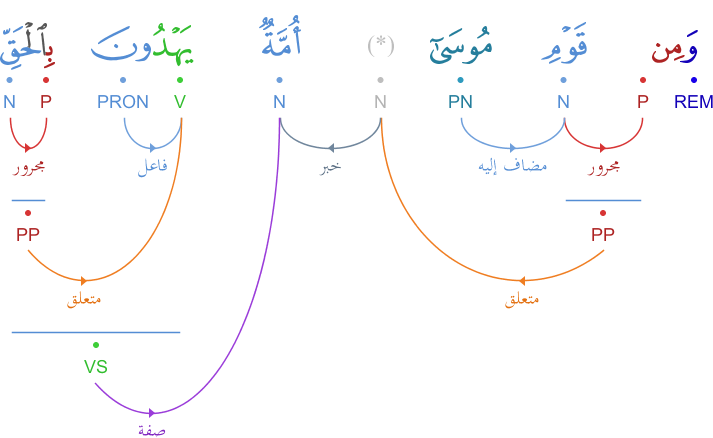 وَمِن قَوْمِ مُوسَىٰٓ (*) أُمَّةٌ يَهْدُونَ بِٱلْحَقِّ
REM P N PN N N V PRON P N
مجرور مضاف إليه خبر فاعل مجرور
PP PP
متعلق متعلق
VS
صفة